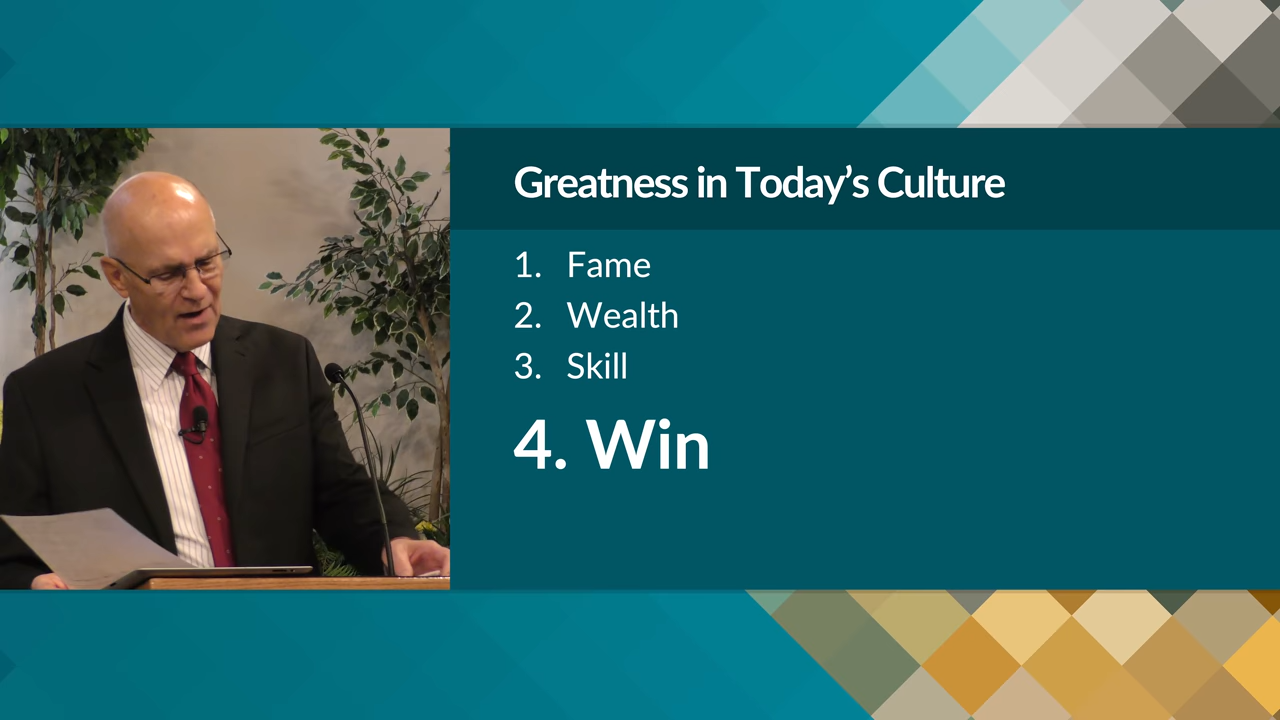 Greatness in Today’s Culture
1. Fame
2. Wealth
3. Skill
4. Win